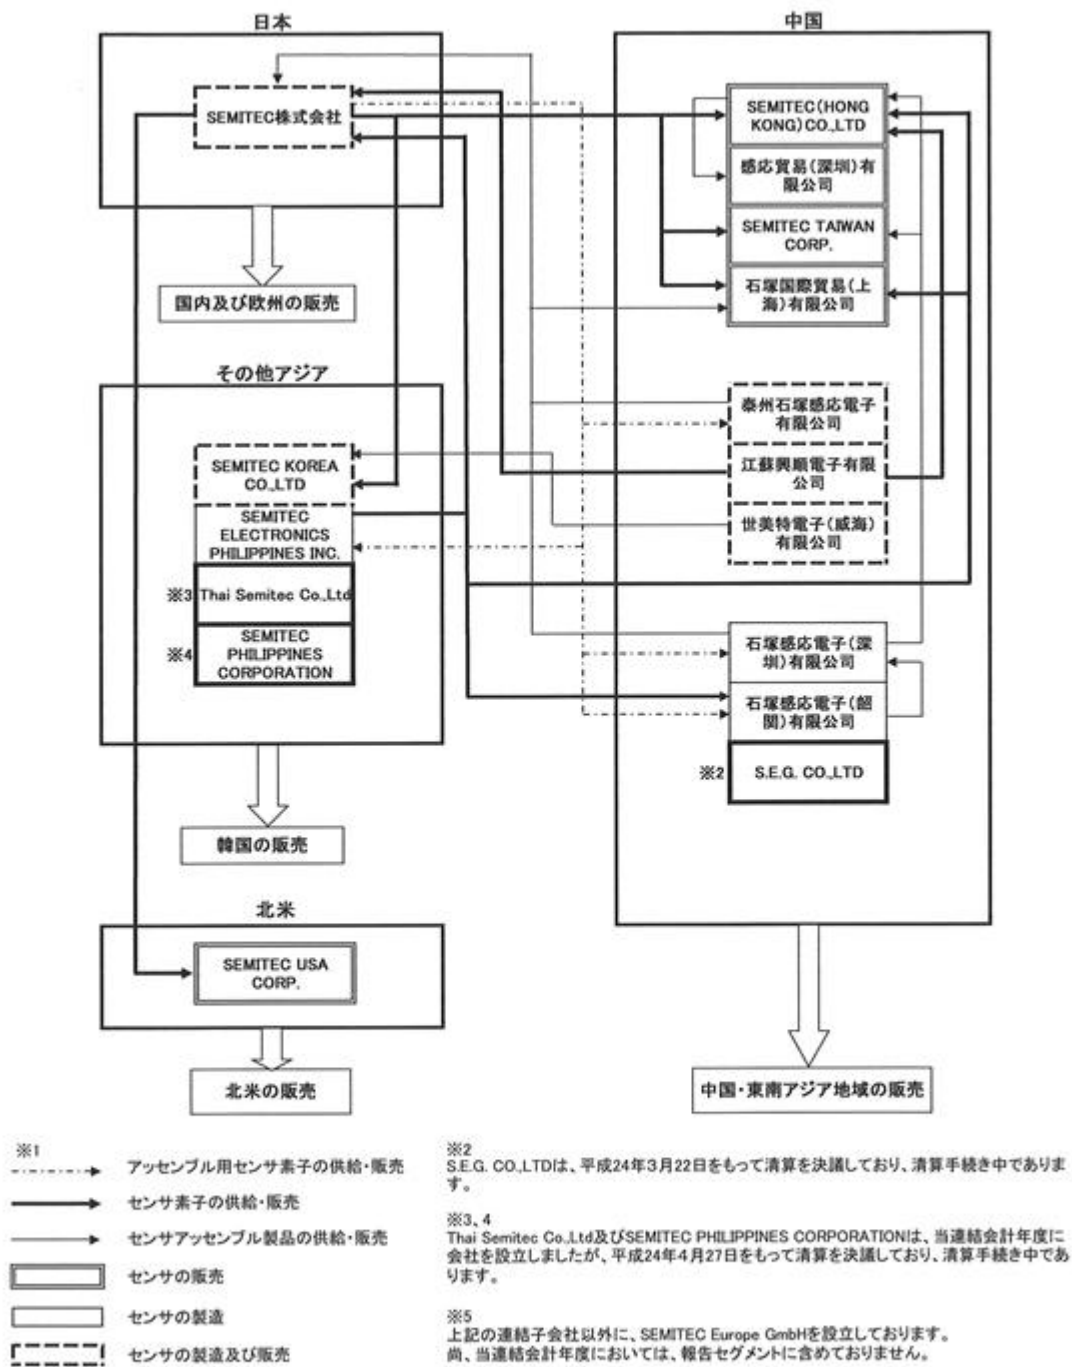 日本
SEMITEC株式会社
国内及び欧州の販売
その他アジア
SEMITEC KOREA
CO.,LTD
SEMITEC
ELECTRONICS
PHILIPPINES INC.
※3 Thai Semitec Co.,Ltd
※4
SEMITEC
PHILIPPINES
CORPORATION
韓国の販売
北米
SEMITEC USA
CORP.
北米の販売
中国
SEMITEC(HONG
KONG)CO.,LTD
感応貿易(深圳)有
限公司
SEMITEC TAIWAN
CORP.
石塚国際貿易(上
海)有限公司
泰州石塚感応電子
有限公司
江蘇興順電子有限
公司
世美特電子(威海)
有限公司
石塚感応電子(深
圳)有限公司
石塚感応電子(韶
関)有限公司
※2 S.E.G. CO.,LTD
中国・東南アジア地域の販売
※1
アッセンブル用センサ素子の供給・販売
センサ素子の供給・販売
センサアッセンブル製品の供給・販売
センサの販売
センサの製造
センサの製造及び販売
※2
S.E.G. CO.,LTDは、平成24年3月22日をもって清算を決議しており、清算手続き中でありま
す。
※3、4
Thai Semitec Co.,Ltd及びSEMITEC PHILIPPINES CORPORATIONは、当連結会計年度に
会社を設立しましたが、平成24年4月27日をもって清算を決議しており、清算手続き中であ
ります。
※5
上記の連結子会社以外に、SEMITEC Europe GmbHを設立しております。
尚、当連結会計年度においては、報告セグメントに含めておりません。